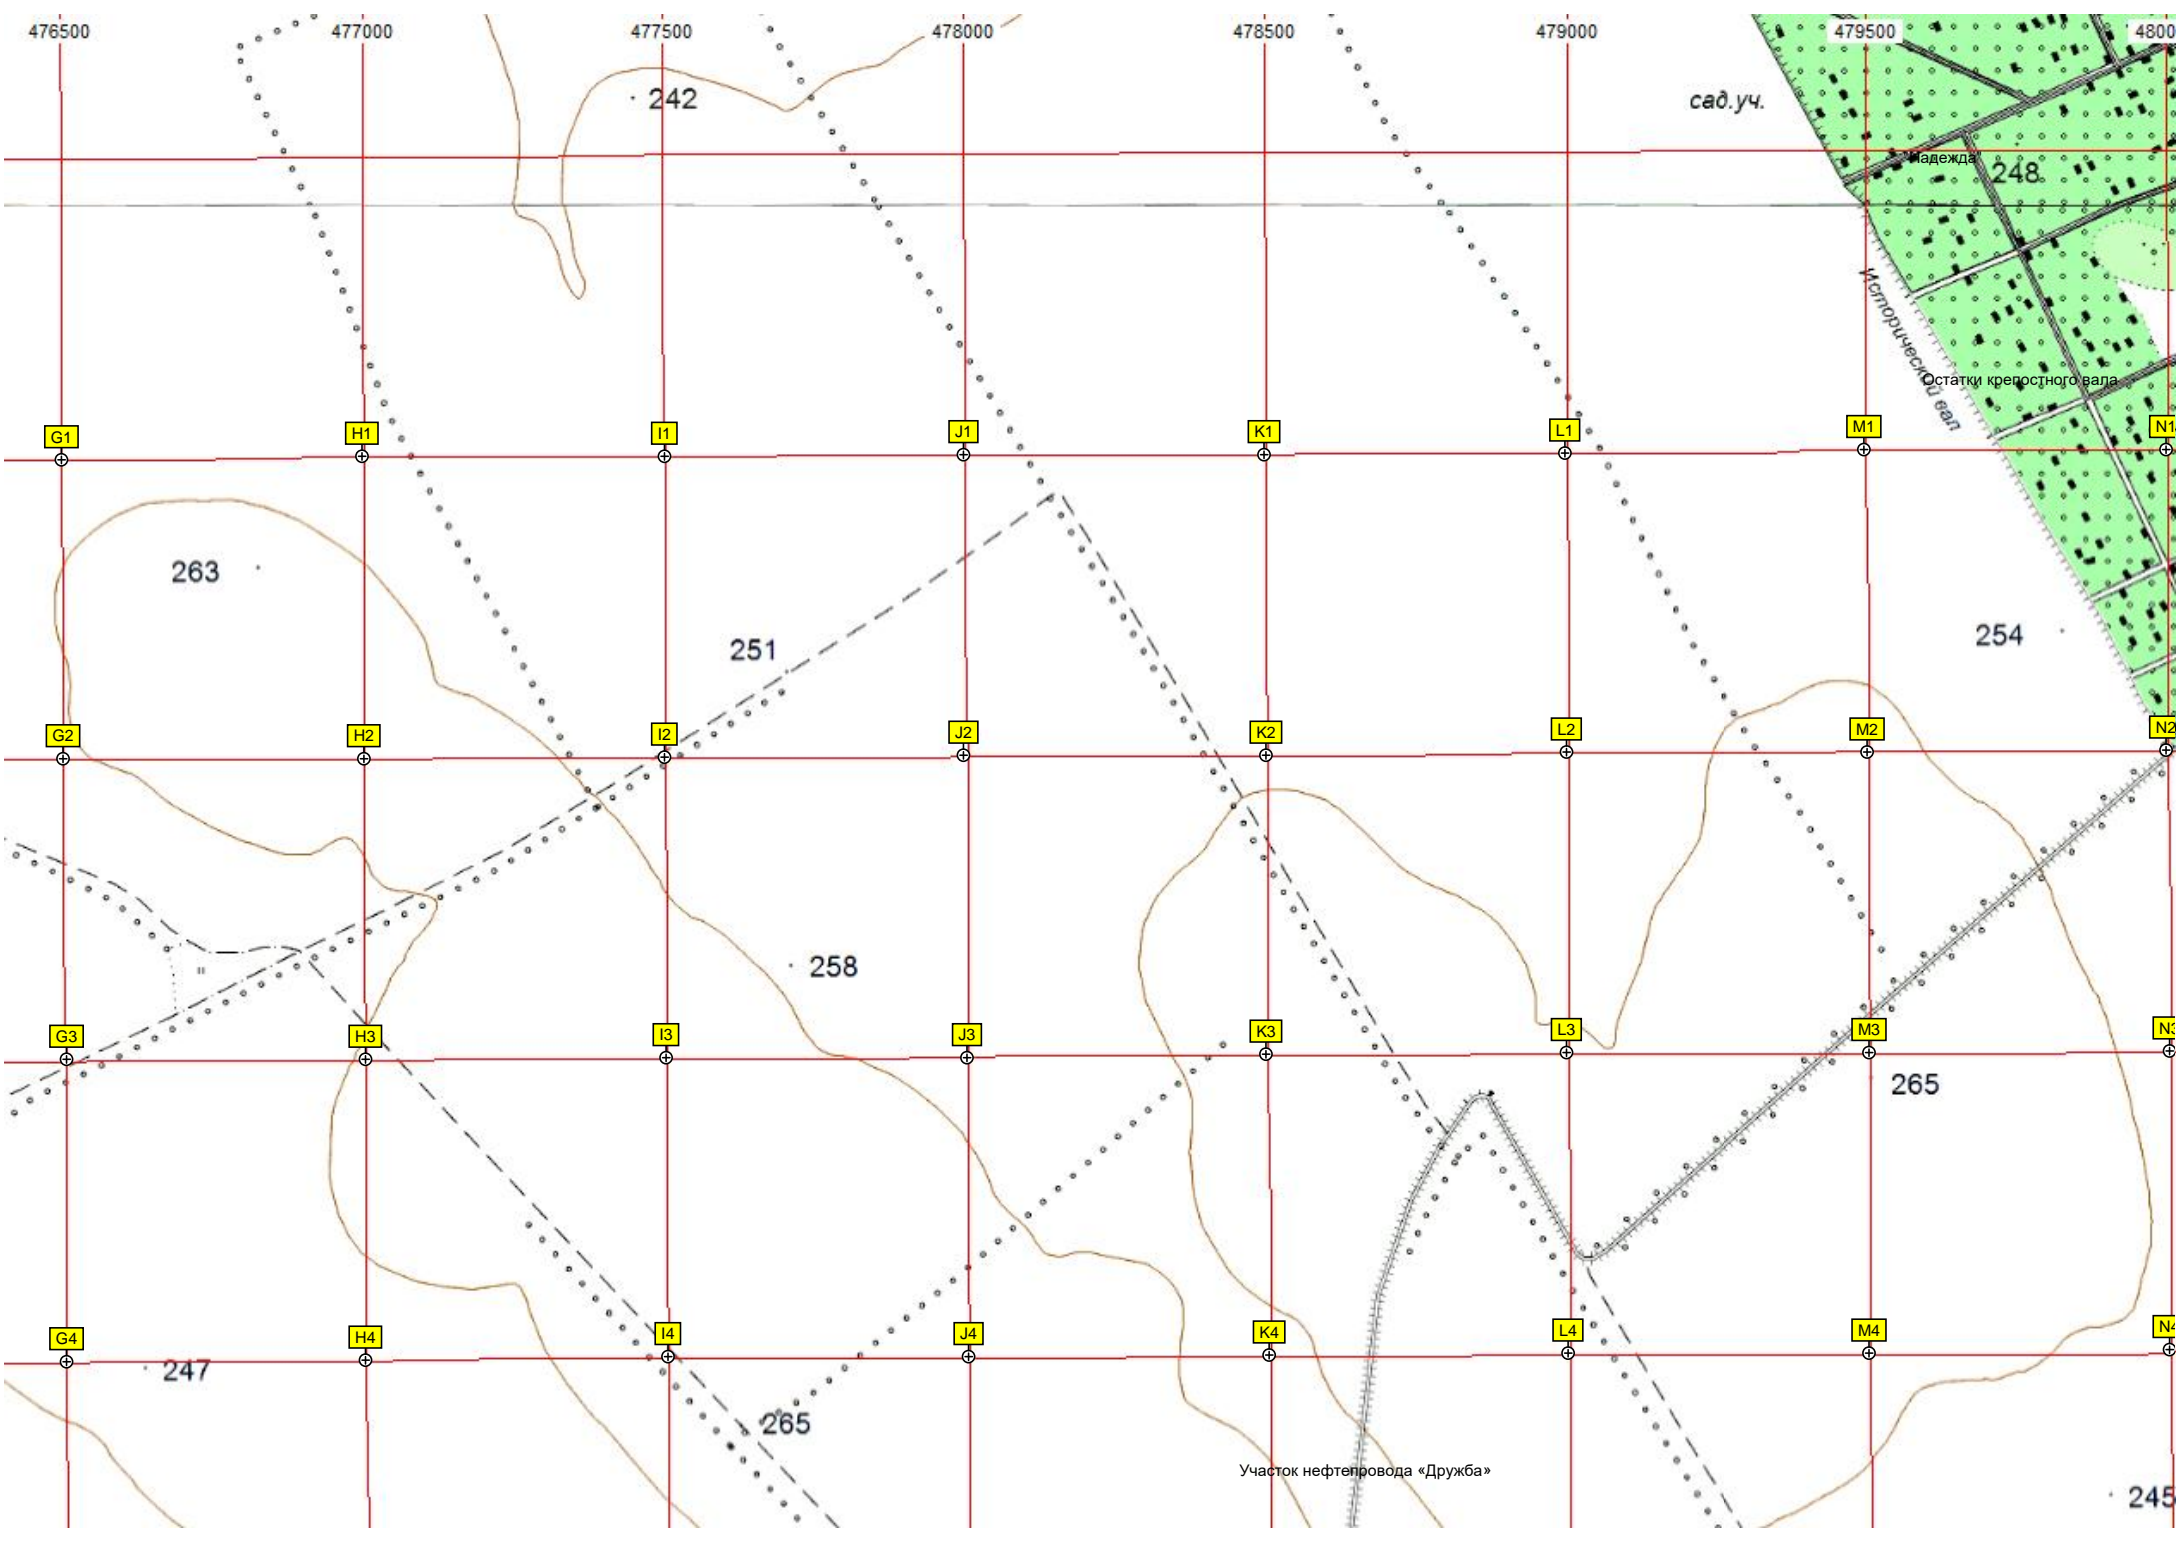 476500 477000 477500 478000 478500 479000 479500 4800
242
сад.уч.
"Надежда"
248
Исторический вал
Остатки крепостного вала
G1 H1 I1 J1 K1 L1 M1 N1
263
251
254
G2 H2 I2 J2 K2 L2 M2 N2
258
G3 H3 I3 J3 K3 L3 M3 N3
265
G4 H4 I4 J4 K4 L4 M4 N4
247
265
Участок нефтепровода «Дружба»
245